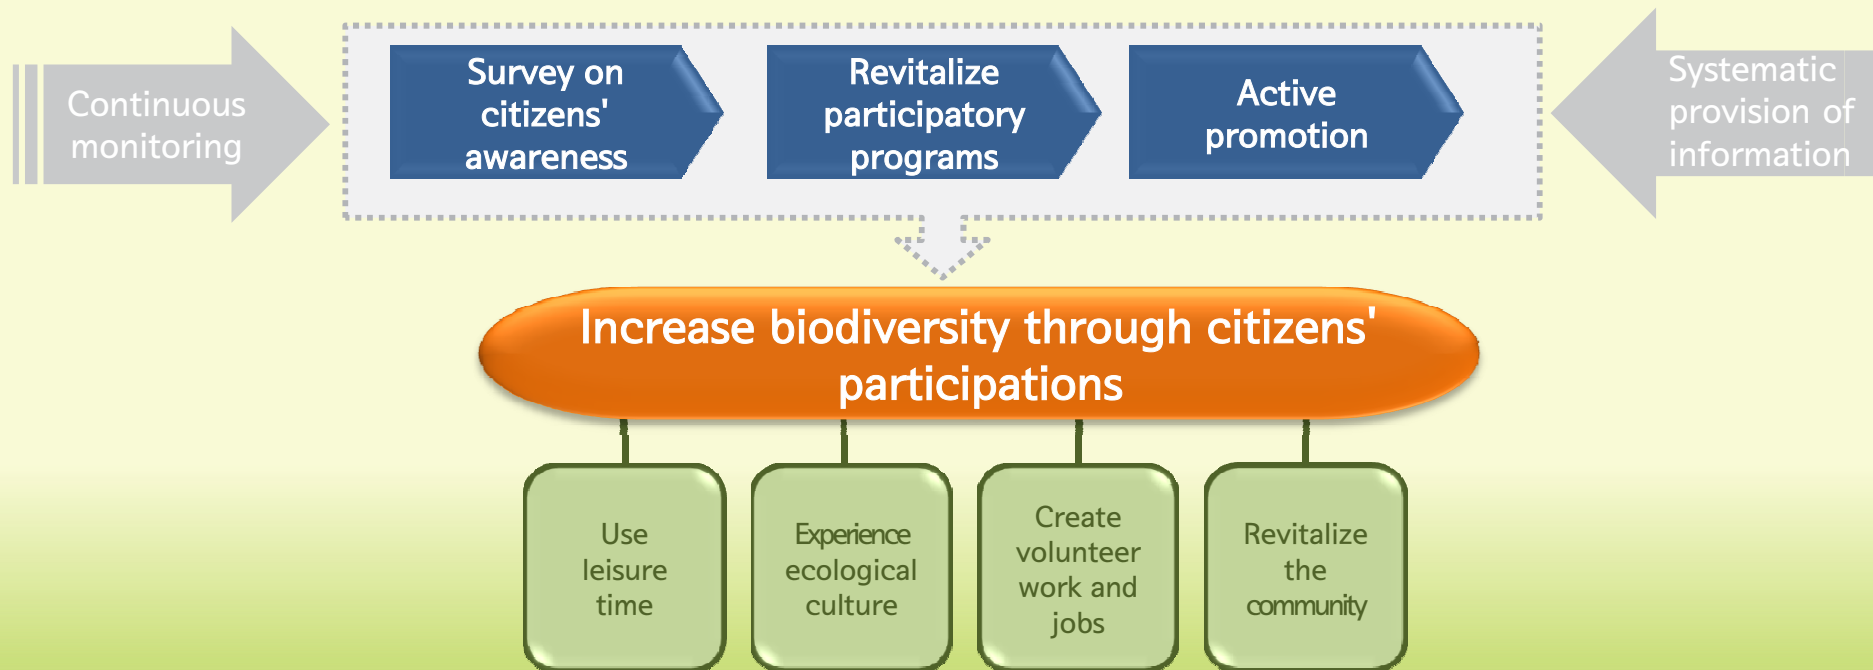 Continuous
monitoring
Survey on
citizens'
awareness
Revitalize
participatory
programs
Active
promotion
Systematic
provision of
information
Increase biodiversity through citizens'
participations
Use
leisure
time
Experience
ecological
culture
Create
volunteer
work and
jobs
Revitalize
the
community